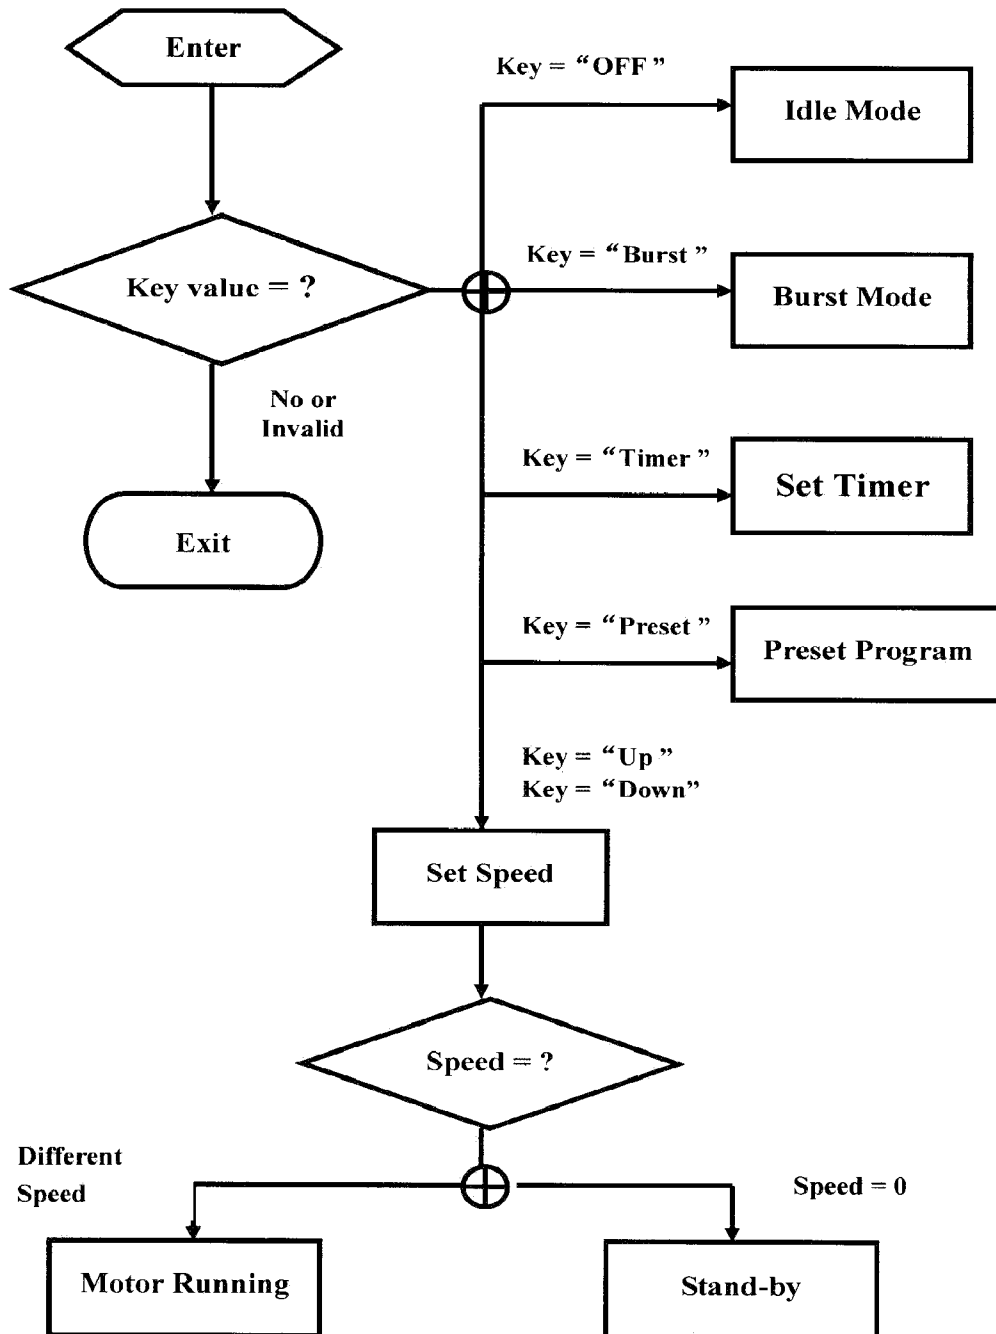 Enter
Key = “OFF”
Idle Mode
Key value = ?
Key = “Burst”
Burst Mode
No or
Invalid
Key = “Timer”
Set Timer
Exit
Key = “Preset”
Preset Program
Key = “Up”
Key = “Down”
Set Speed
Speed = ?
Different
Speed
Speed = 0
Motor Running
Stand-by